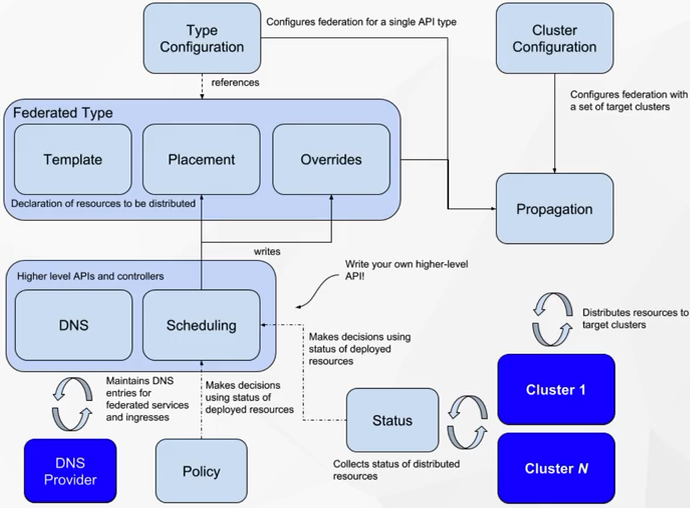 Type
Configuration
Configures federation for a single API type
Cluster
Configuration
references
Configures federation with
a set of target clusters
Federated Type
Template
Placement
Overrides
Declaration of resources to be distributed
Propagation
writes
Write your own higher-level
API!
Higher level APIs and controllers
DNS
Scheduling
Distributes resources to
target clusters
Makes decisions using
status of deployed
resources
Maintains DNS
entries for
federated services
and ingresses
Makes decisions
using status of
deployed resources
Cluster 1
Status
DNS
Provider
Policy
Collects status of distributed
resources
Cluster N